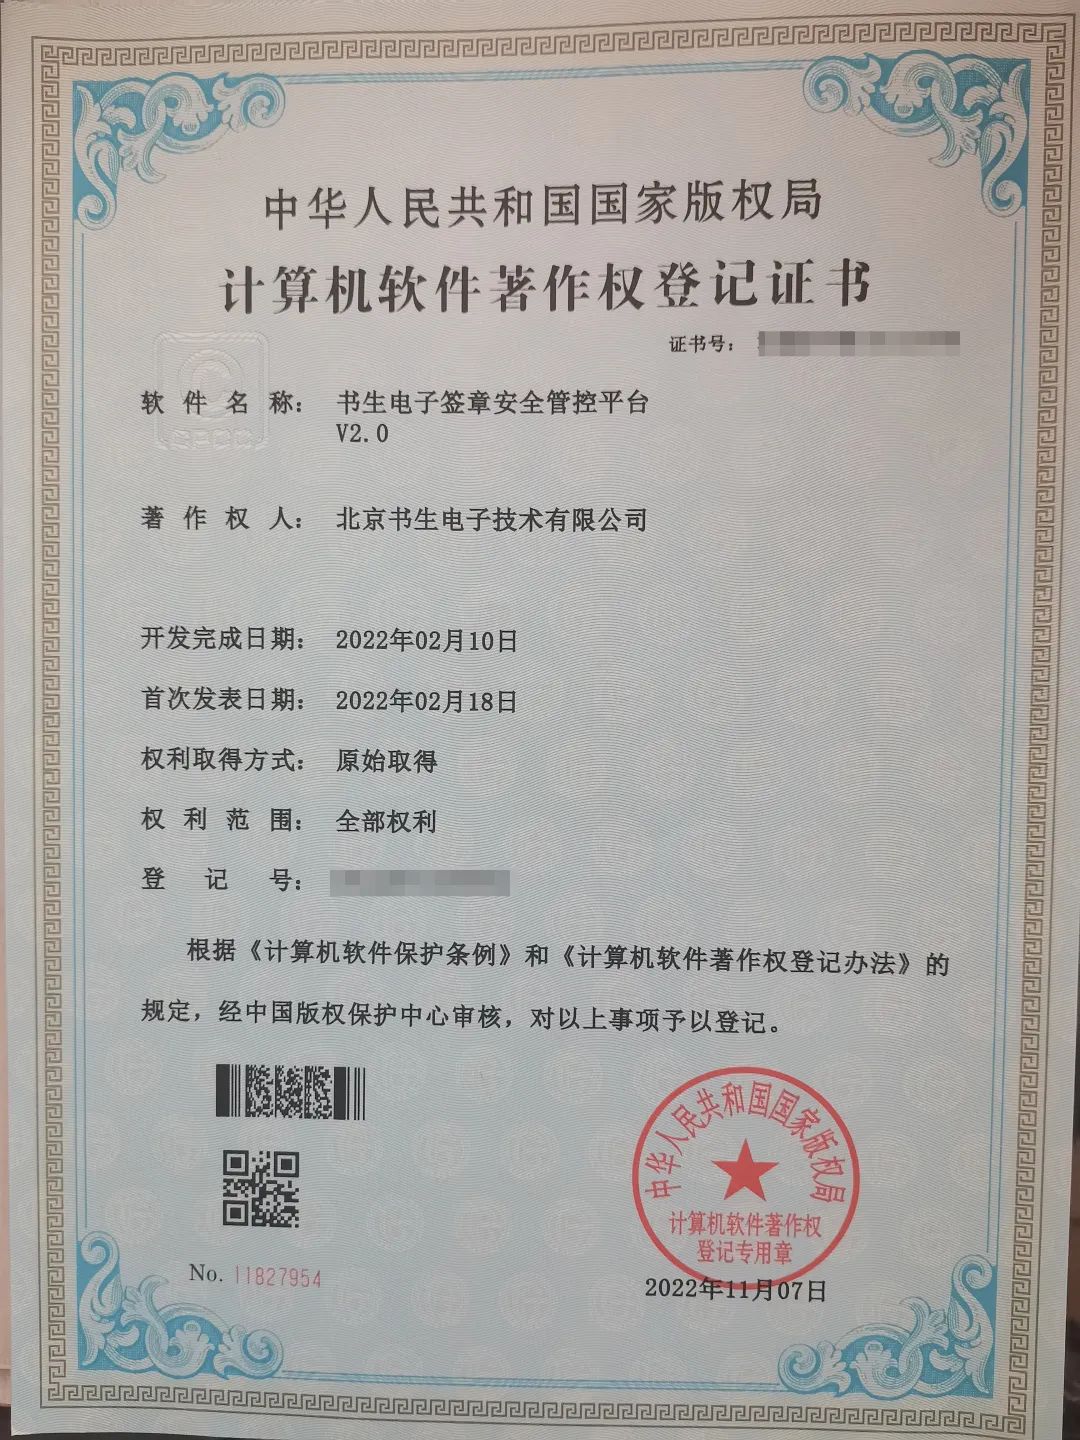 中华人民共和国国家版权局
计算机软件著作权登记证书
证书号：
软件名称： 书生电子签章安全管控平台
V2.0
CPCC
著作权人： 北京书生电子技术有限公司
开发完成日期： 2022年02月10日
首次发表日期： 2022年02月18日
权利取得方式： 原始取得
权利范围： 全部权利
登记号：
根据《计算机软件保护条例》和《计算机软件著作权登记办法》的
规定，经中国版权保护中心审核，对以上事项予以登记。
中华人民共和国国家版权局
计算机软件著作权
登记专用章
No. 11827954
2022年11月07日